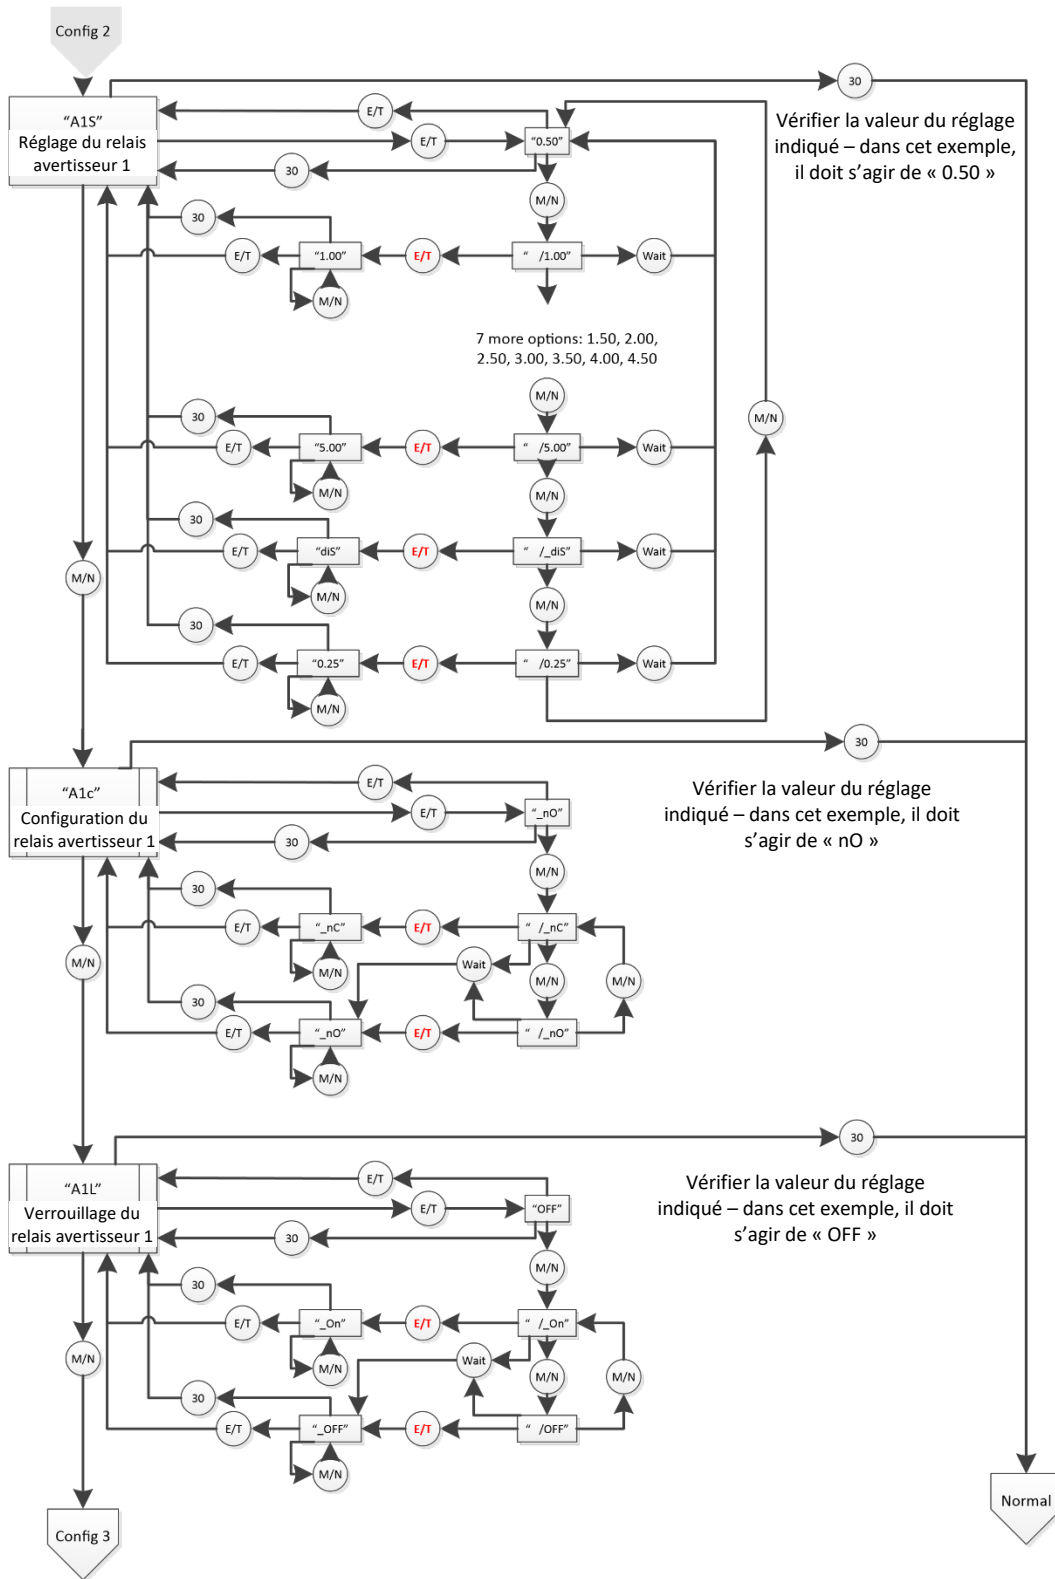 Config 2
30
“A1S”
Réglage du relais
avertisseur 1
E/T
E/T
“0.50”
30
Vérifier la valeur du réglage
indiqué – dans cet exemple,
il doit s’agir de « 0.50 »
M/N
30
E/T
“1.00”
E/T
“ /1.00”
Wait
M/N
7 more options: 1.50, 2.00,
2.50, 3.00, 3.50, 4.00, 4.50
M/N
M/N
30
E/T
“5.00”
E/T
“ /5.00”
Wait
M/N
M/N
30
E/T
“diS”
E/T
“ /_diS”
Wait
M/N
M/N
M/N
30
E/T
“0.25”
E/T
“ /0.25”
Wait
M/N
30
“A1c”
Configuration du
relais avertisseur 1
E/T
E/T
“_nO”
30
Vérifier la valeur du réglage
indiqué – dans cet exemple, il doit
s’agir de « nO »
M/N
30
E/T
“_nC”
E/T
“ /_nC”
M/N
M/N
Wait
M/N
M/N
30
E/T
“_nO”
E/T
“ /_nO”
M/N
30
“A1L”
Verrouillage du
relais avertisseur 1
E/T
E/T
“OFF”
30
Vérifier la valeur du réglage
indiqué – dans cet exemple, il doit
s’agir de « OFF »
M/N
30
E/T
“_On”
E/T
“ /_On”
M/N
M/N
Wait
M/N
M/N
30
E/T
“_OFF”
E/T
“ /OFF”
M/N
Config 3
Normal